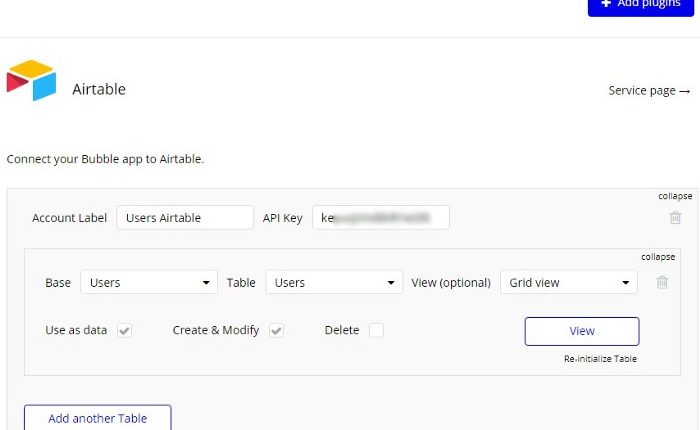 + Add plugins
Airtable
Service page →
Connect your Bubble app to Airtable.
collapse
Account Label Users Airtable API Key ke
collapse
Base Users Table Users View (optional) Grid view
Use as data Create & Modify Delete View
Re-initialize Table
Add another Table